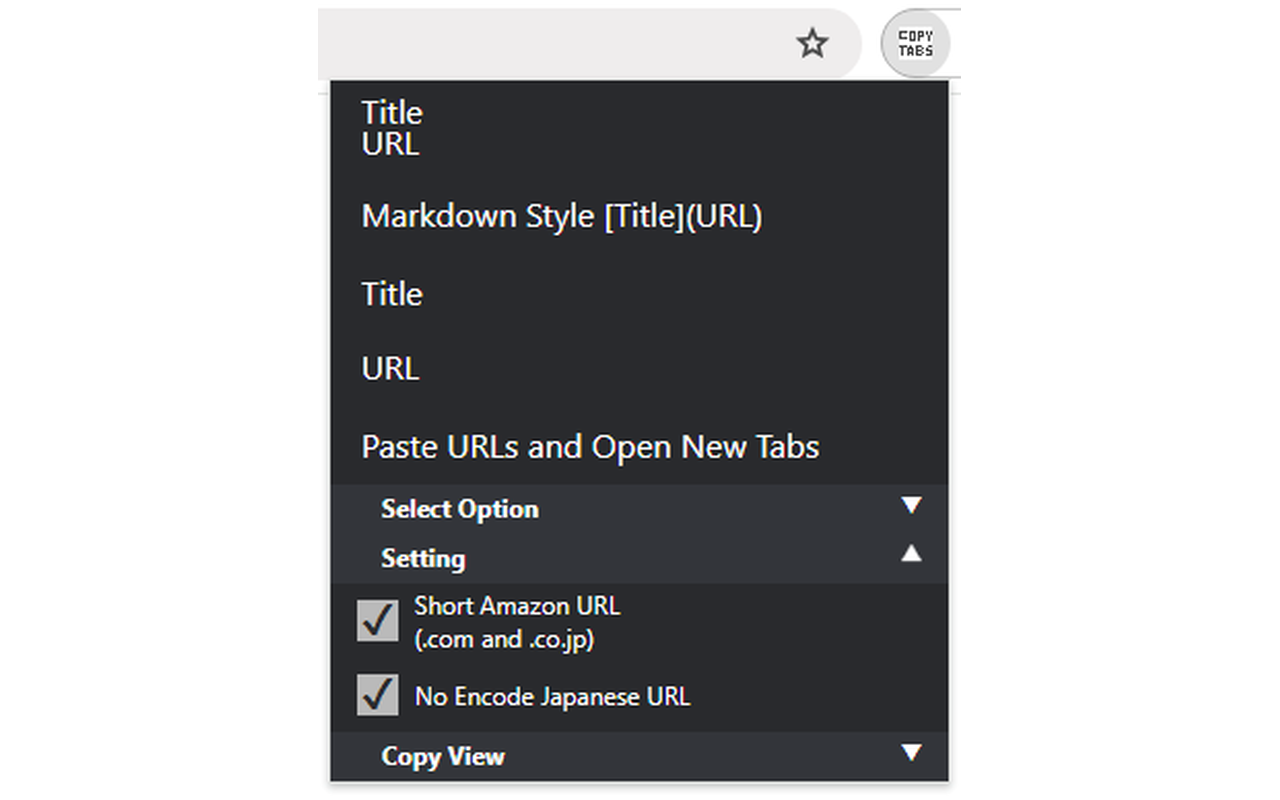 COPY
TABS
Title
URL
Markdown Style [Title](URL)
Title
URL
Paste URLs and Open New Tabs
Select Option
Setting
Short Amazon URL
(.com and .co.jp)
No Encode Japanese URL
Copy View